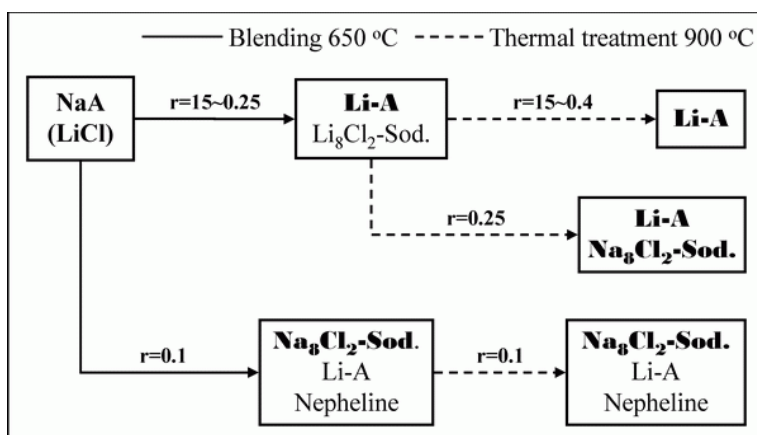 Blending 650 °C
Thermal treatment 900 °C
NaA
(LiCl)
r=15~0.25
Li-A
Li₈Cl₂-Sod.
r=15~0.4
Li-A
r=0.25
Li-A
Na₈Cl₂-Sod.
r=0.1
Na₈Cl₂-Sod.
Li-A
Nepheline
r=0.1
Na₈Cl₂-Sod.
Li-A
Nepheline